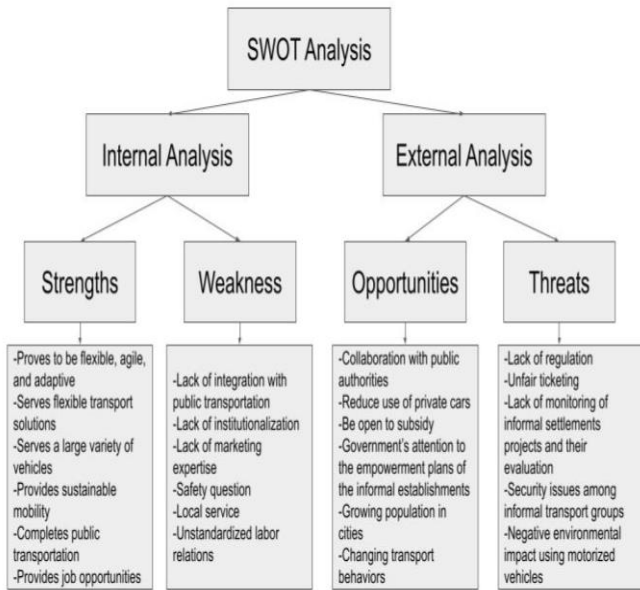 SWOT Analysis
Internal Analysis
External Analysis
Strengths
Weakness
Opportunities
Threats
-Proves to be flexible, agile,
and adaptive
-Serves flexible transport
solutions
-Serves a large variety of
vehicles
-Provides sustainable
mobility
-Completes public
transportation
-Provides job opportunities
-Lack of integration with
public transportation
-Lack of institutionalization
-Lack of marketing
expertise
-Safety question
-Local service
-Unstandardized labor
relations
-Collaboration with public
authorities
-Reduce use of private cars
-Be open to subsidy
-Government's attention to
the empowerment plans of
the informal establishments
-Growing population in
cities
-Changing transport
behaviors
-Lack of regulation
-Unfair ticketing
-Lack of monitoring of
informal settlements
projects and their
evaluation
-Security issues among
informal transport groups
-Negative environmental
impact using motorized
vehicles